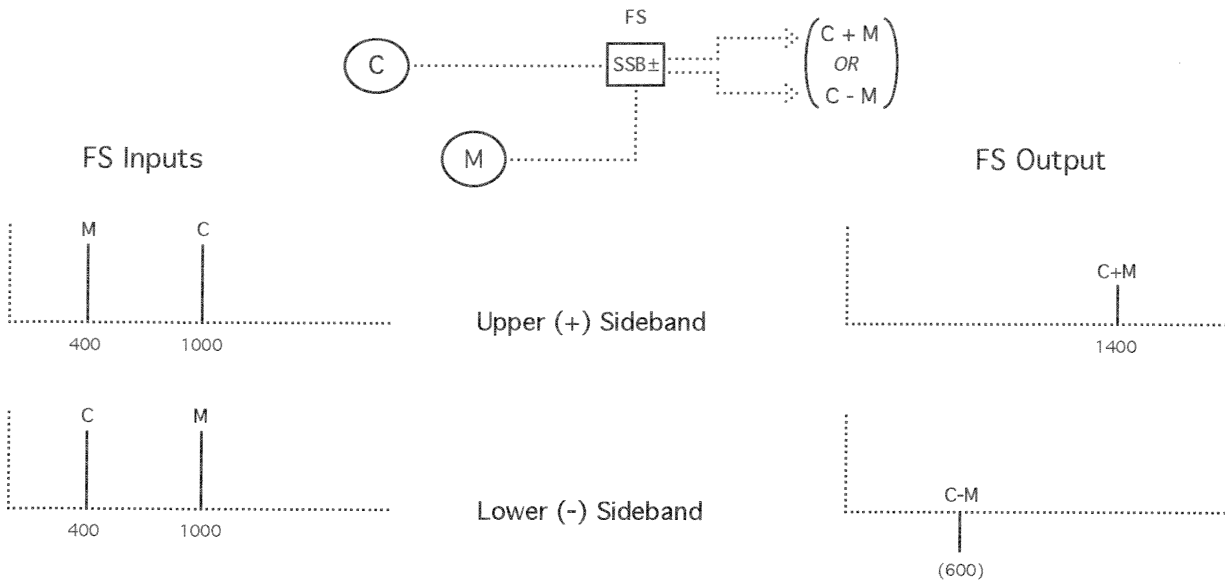 FS
C
SSB±
C + M
OR
C - M
M
FS Inputs
FS Output
M C
400 1000
Upper (+) Sideband
C+M
1400
C M
400 1000
Lower (-) Sideband
C-M
(600)